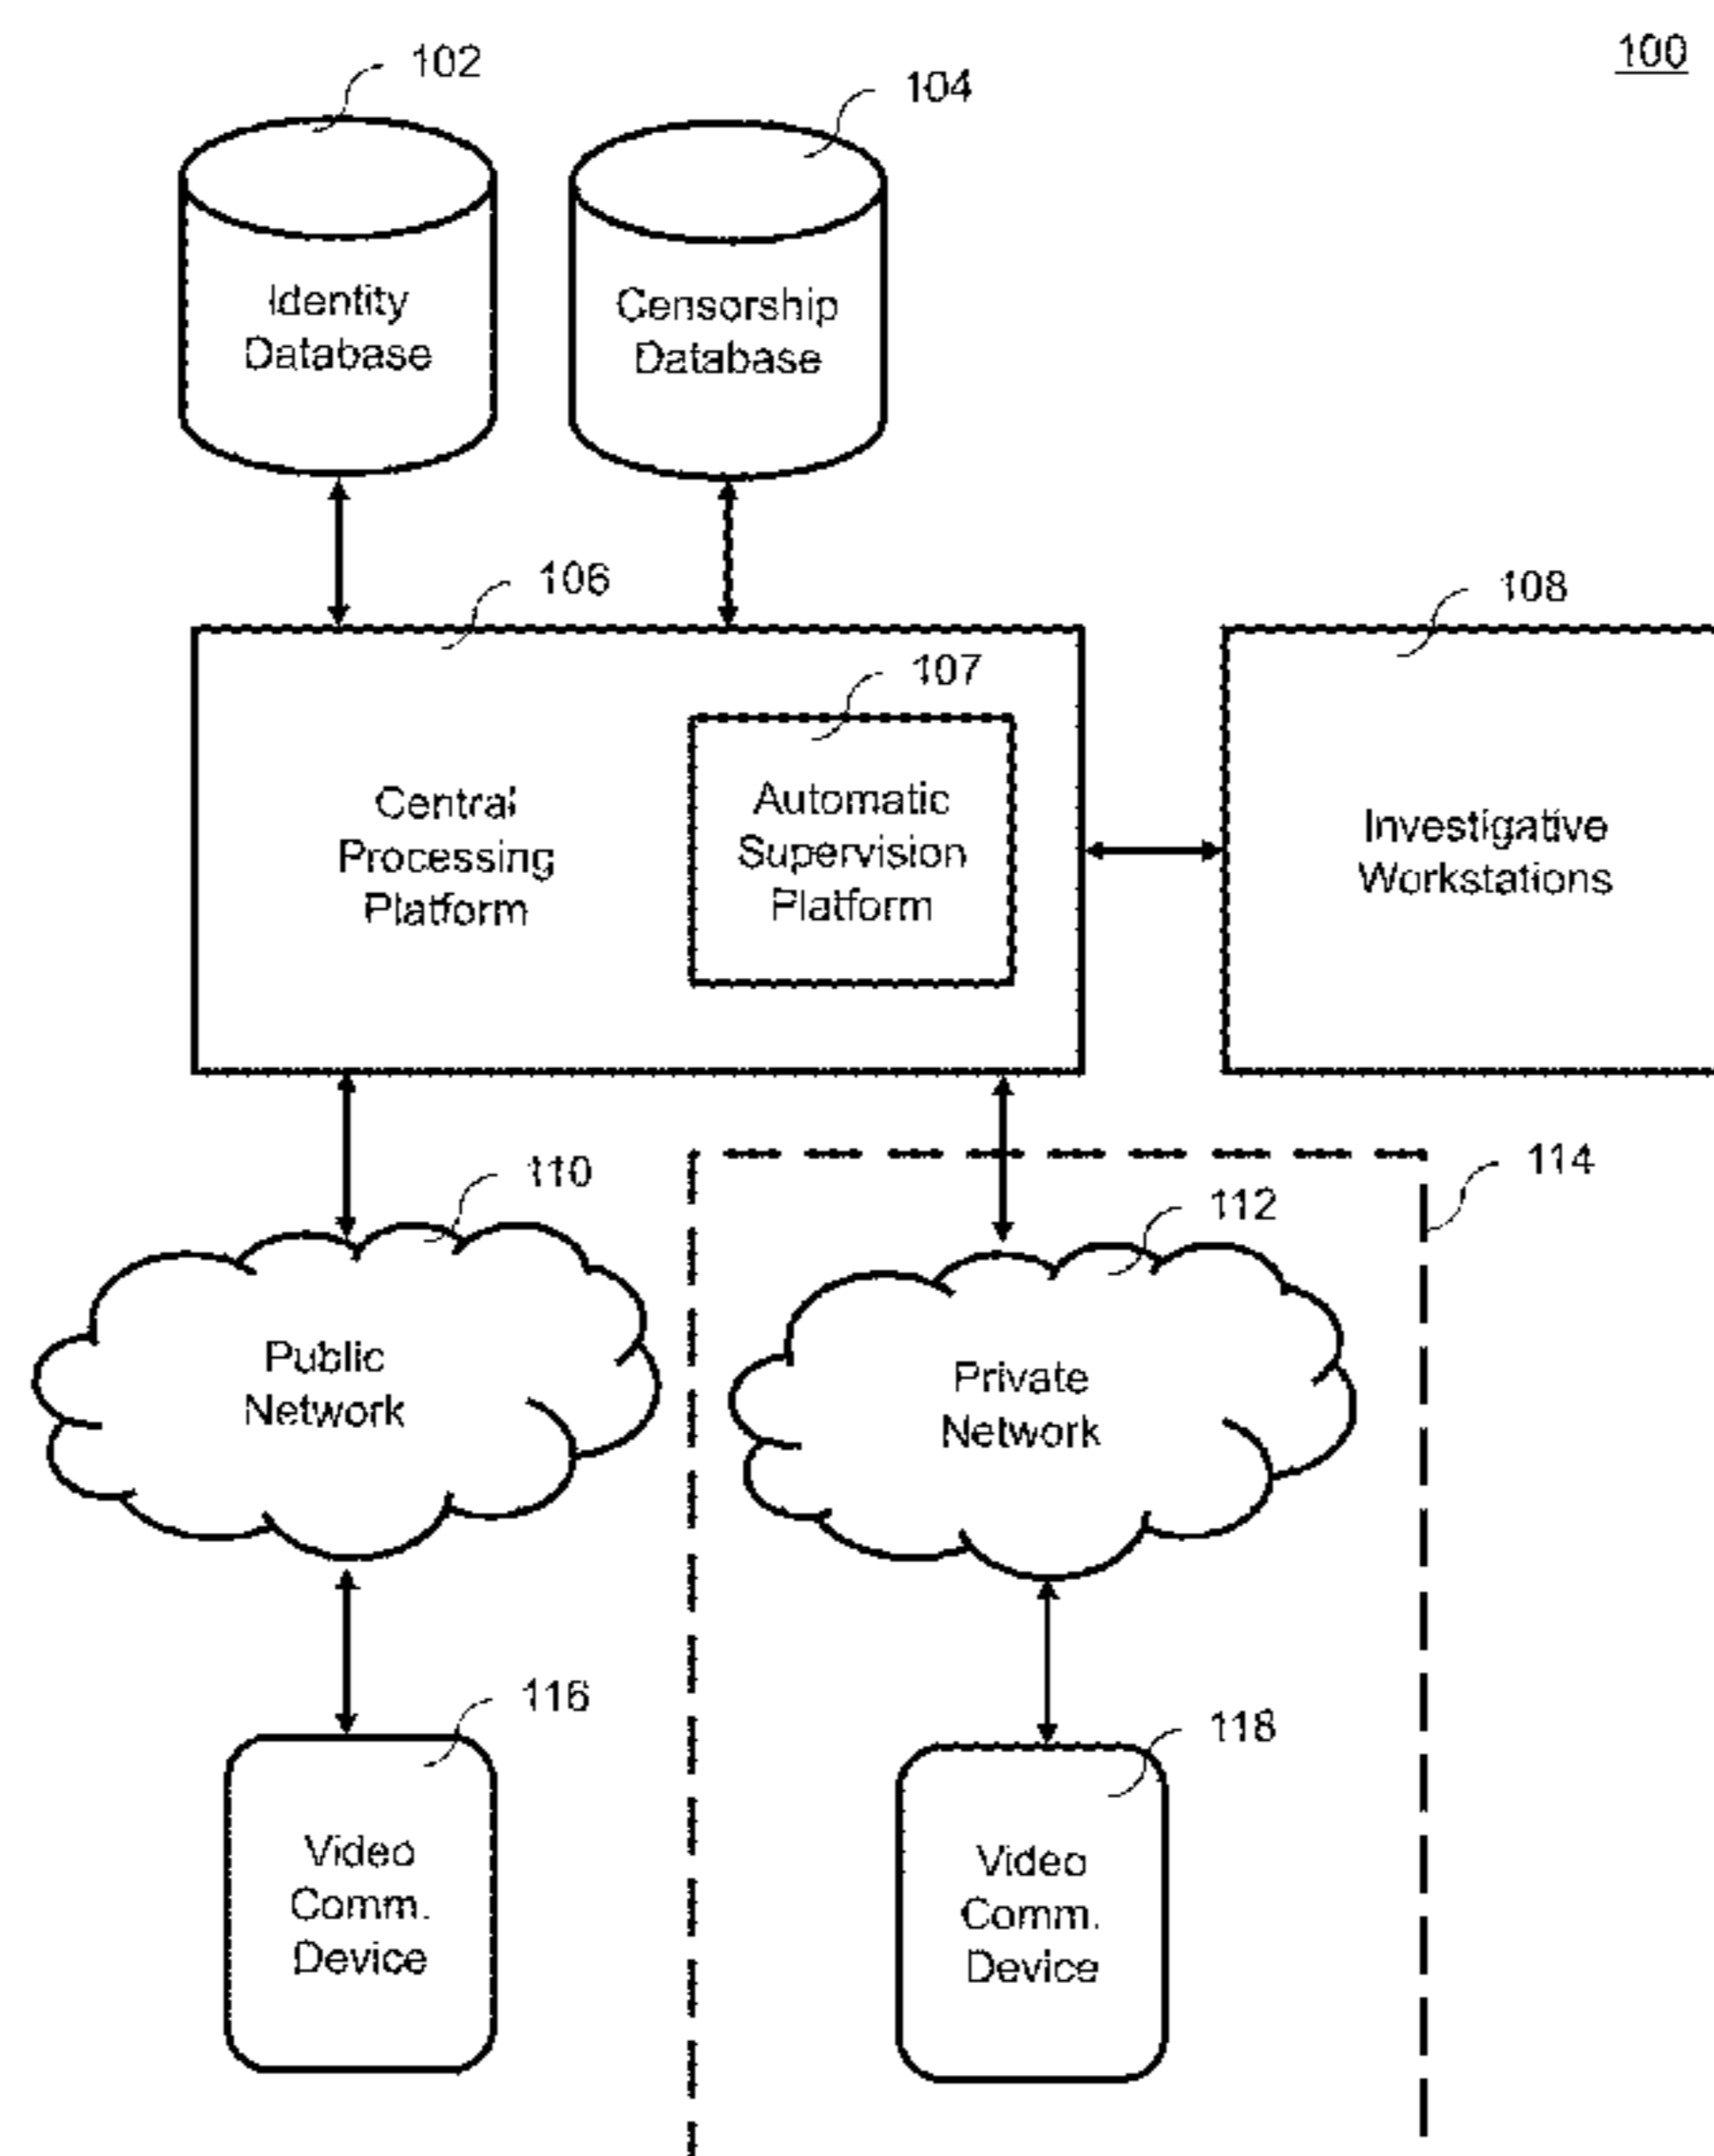 100
102
104
Identity
Database
Censorship
Database
106
108
107
Central
Processing
Platform
Automatic
Supervision
Platform
Investigative
Workstations
110
114
112
Public
Network
Private
Network
116
118
Video
Comm.
Device
Video
Comm.
Device